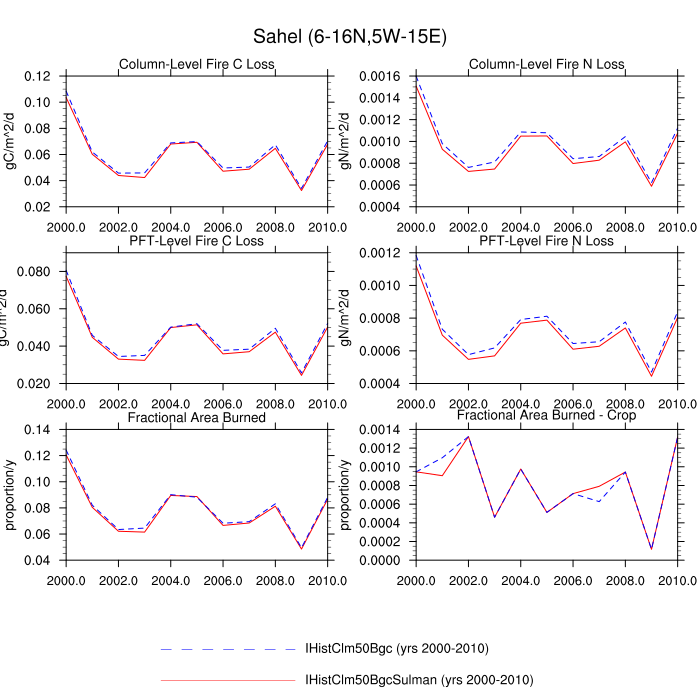 Sahel (6-16N,5W-15E)
Column-Level Fire C Loss
Column-Level Fire N Loss
gC/m^2/d
0.12
0.10
0.08
0.06
0.04
0.02
2000.0 2002.0 2004.0 2006.0 2008.0 2010.0
gN/m^2/d
0.0016
0.0014
0.0012
0.0010
0.0008
0.0006
0.0004
2000.0 2002.0 2004.0 2006.0 2008.0 2010.0
PFT-Level Fire C Loss
PFT-Level Fire N Loss
gC/m^2/d
0.080
0.060
0.040
0.020
2000.0 2002.0 2004.0 2006.0 2008.0 2010.0
gN/m^2/d
0.0012
0.0010
0.0008
0.0006
0.0004
2000.0 2002.0 2004.0 2006.0 2008.0 2010.0
Fractional Area Burned
Fractional Area Burned - Crop
proportion/y
0.14
0.12
0.10
0.08
0.06
0.04
2000.0 2002.0 2004.0 2006.0 2008.0 2010.0
proportion/y
0.0014
0.0012
0.0010
0.0008
0.0006
0.0004
0.0002
0.0000
2000.0 2002.0 2004.0 2006.0 2008.0 2010.0
IHistClm50Bgc (yrs 2000-2010)
IHistClm50BgcSulman (yrs 2000-2010)